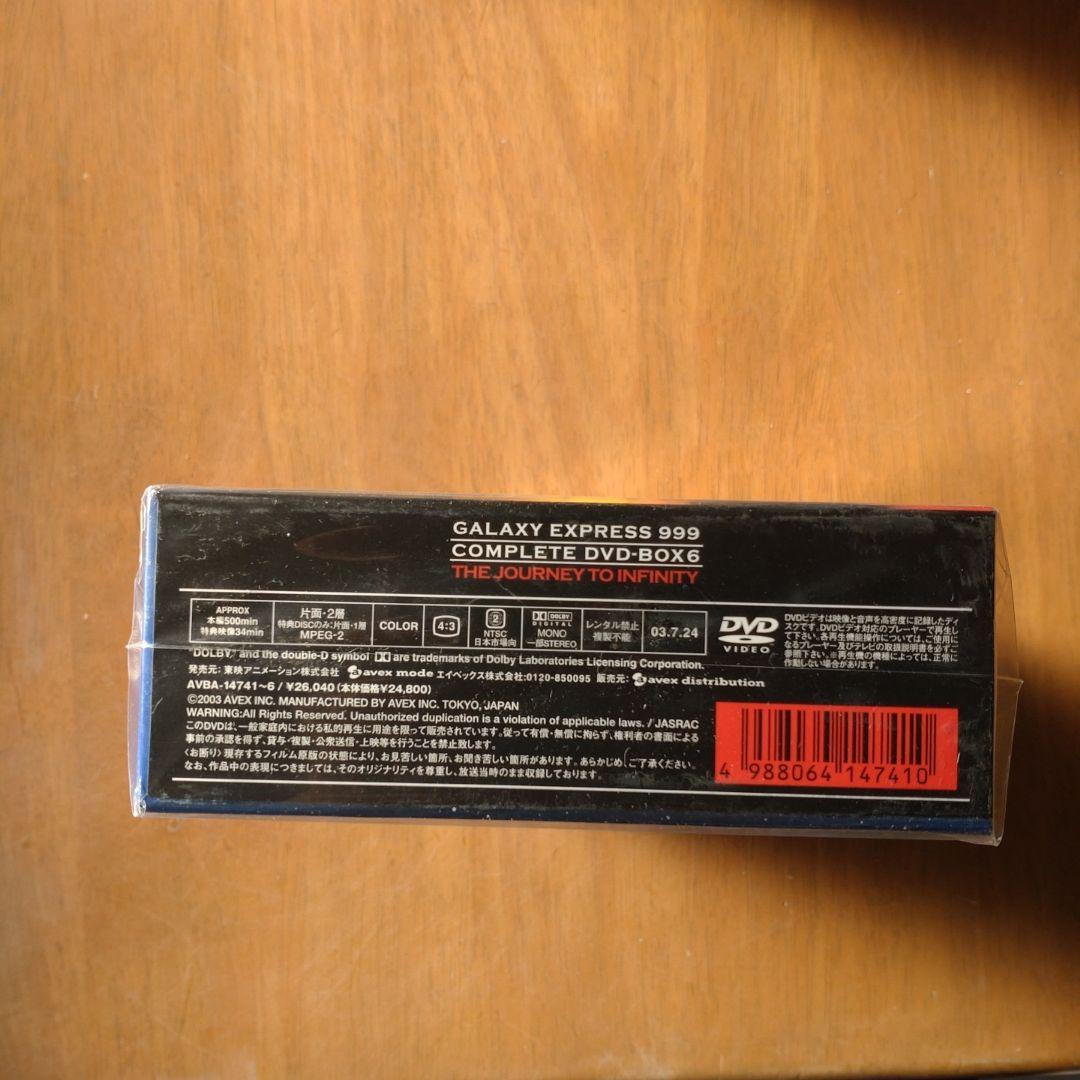 GALAXY EXPRESS 999
COMPLETE DVD-BOX6
THE JOURNEY TO INFINITY
APPROX
本編500min
特典映像34min
片面・2層
特典DISCのみ:片面・1層
MPEG-2
COLOR
4:3
2
NTSC
日本市場向
DOLBY
DIGITAL
MONO
一部STEREO
レンタル禁止
複製不能
03.7.24
DVD
VIDEO
DVDビデオは映像と音声を高密度に記録したディ
スクです。DVDビデオ対応のプレーヤーで再生し
て下さい。各再生機能操作については、ご使用に
なるプレーヤー及びテレビの取扱説明書を必ずご
参照下さい。※再生機の機種によっては、正常に
作動しない場合があります。
DOLBY, and the double-D symbol are trademarks of Dolby Laboratories Licensing Corporation.
発売元:東映アニメーション株式会社 avex mode エイベックス株式会社:0120-850095 販売元: avex distribution
AVBA-14741~6 / ¥26,040(本体価格¥24,800)
©2003 AVEX INC. MANUFACTURED BY AVEX INC. TOKYO, JAPAN
WARNING:All Rights Reserved. Unauthorized duplication is a violation of applicable laws. / JASRAC
このDVDは、一般家庭内における私的再生に用途を限って販売されています。従って有償・無償に拘らず、権利者の書面による
事前の承認を得ず、貸与・複製・公衆送信・上映等を行うことを禁止致します。
〈お断り〉現存するフィルム原版の状態により、お見苦しい箇所、お聞き苦しい箇所があります。あらかじめご了承ください。
なお、作品中の表現につきましては、そのオリジナリティを尊重し、放送当時のまま収録しております。
4 988064 147410